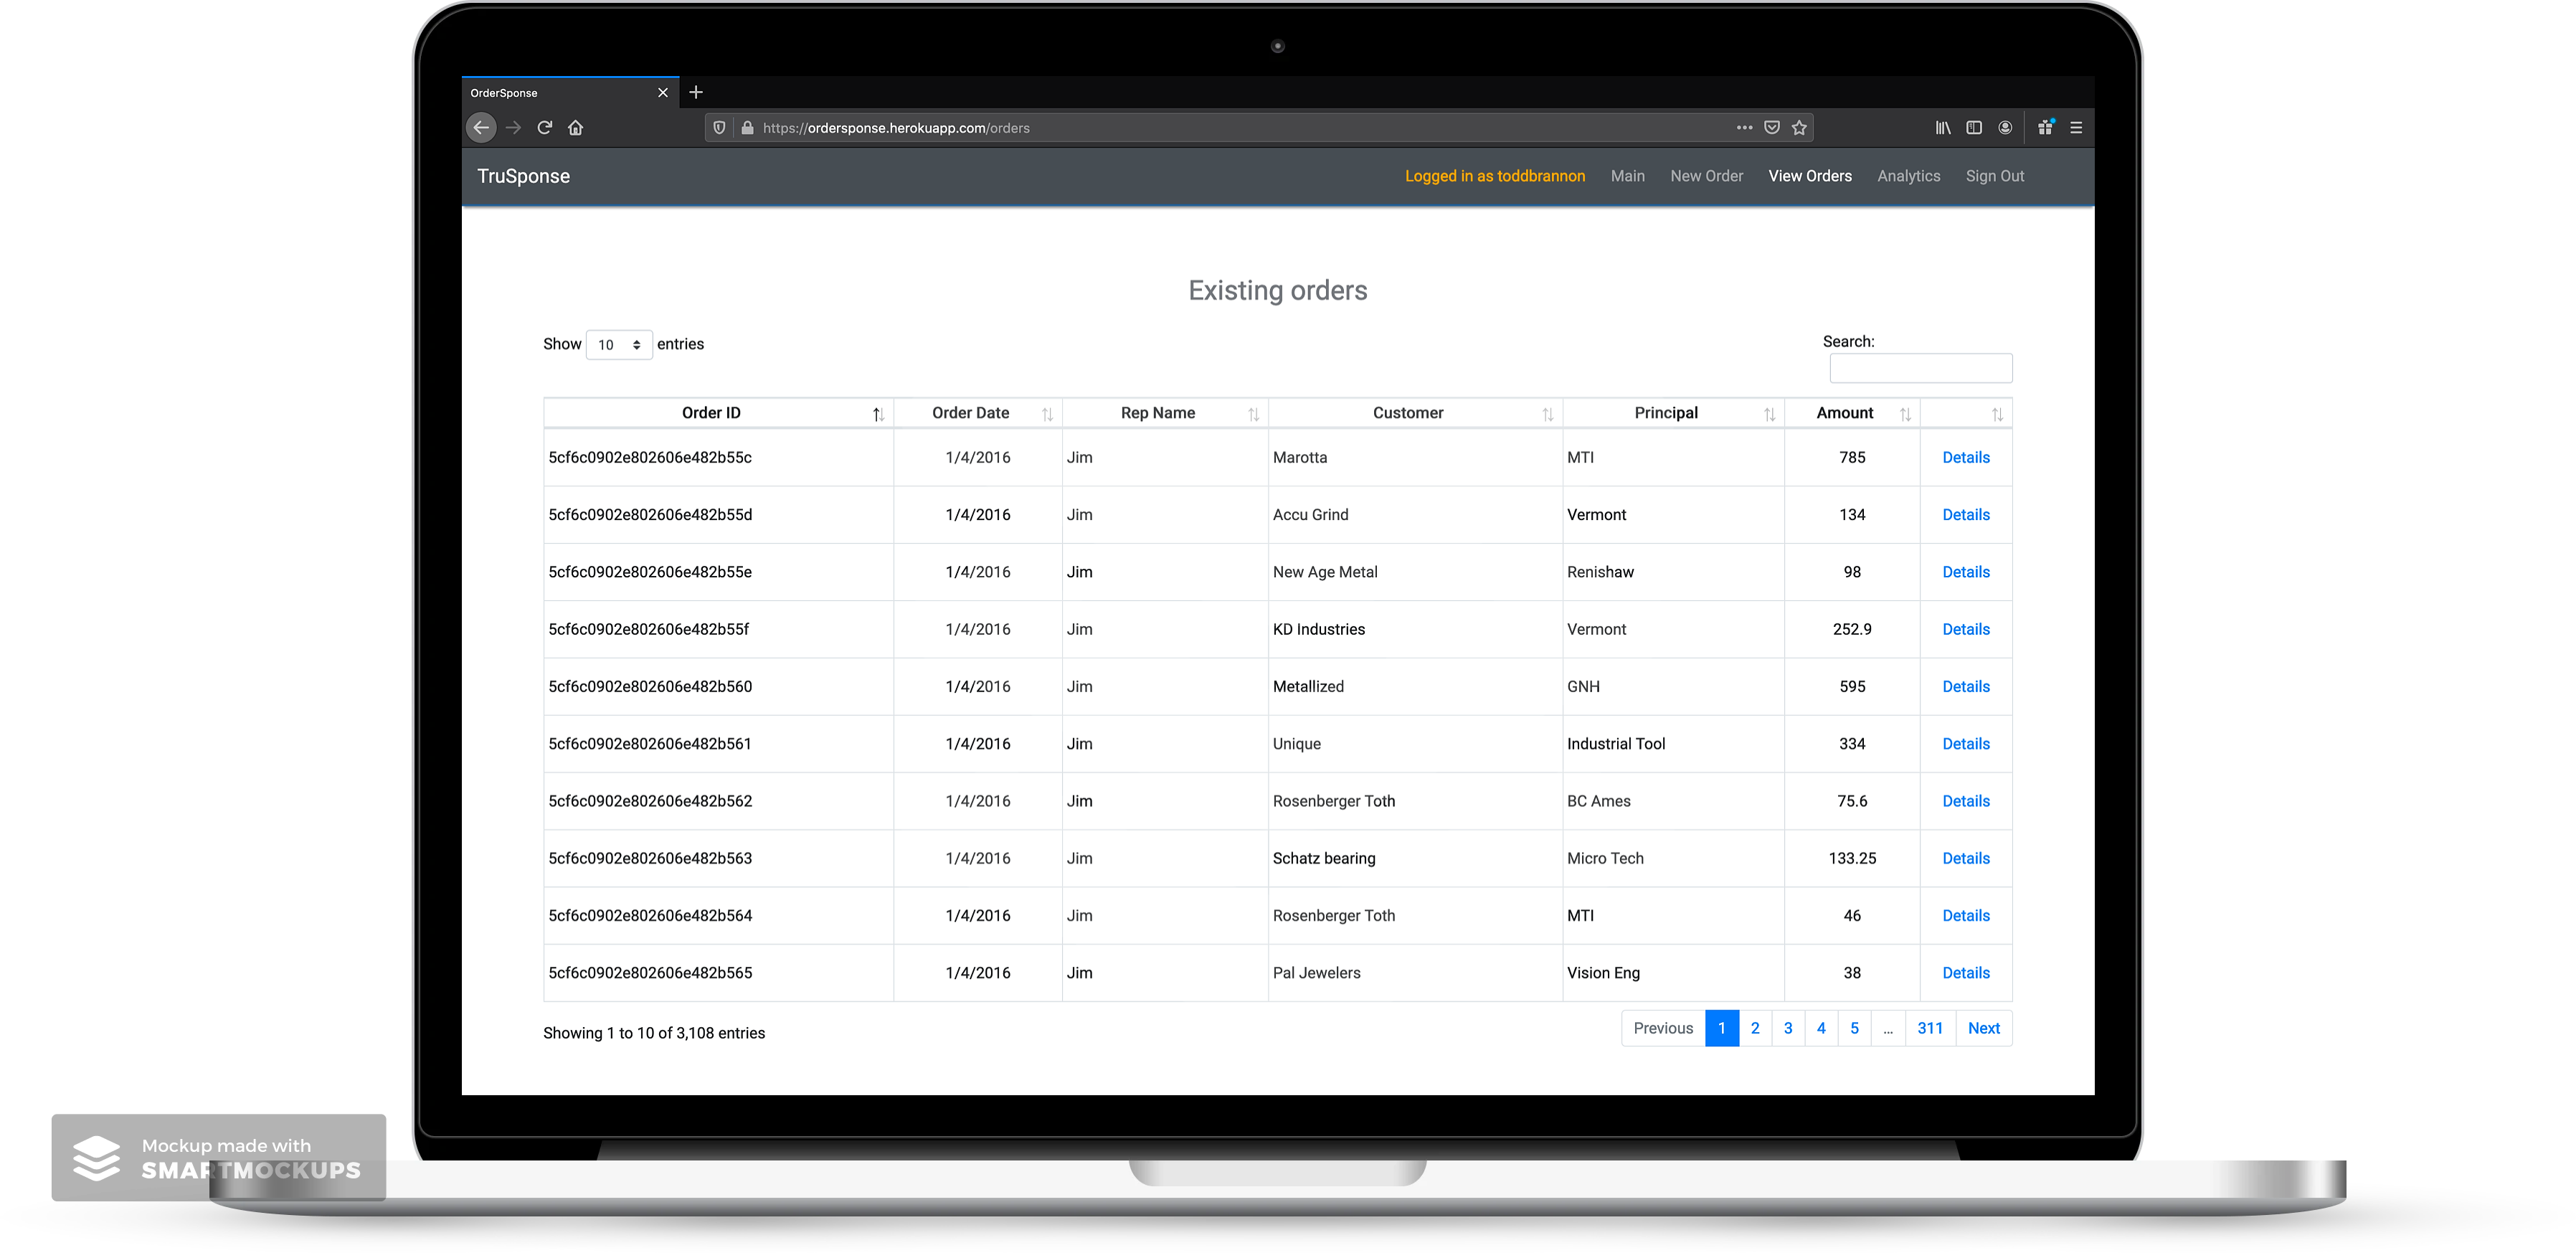 OrderSponse
https://ordersponse.herokuapp.com/orders
TruSponse Logged in as toddbrannon Main New Order View Orders Analytics Sign Out
Existing orders
Show 10 entries
Search:
Order ID Order Date Rep Name Customer Principal Amount
5cf6c0902e802606e482b55c 1/4/2016 Jim Marotta MTI 785 Details
5cf6c0902e802606e482b55d 1/4/2016 Jim Accu Grind Vermont 134 Details
5cf6c0902e802606e482b55e 1/4/2016 Jim New Age Metal Renishaw 98 Details
5cf6c0902e802606e482b55f 1/4/2016 Jim KD Industries Vermont 252.9 Details
5cf6c0902e802606e482b560 1/4/2016 Jim Metallized GNH 595 Details
5cf6c0902e802606e482b561 1/4/2016 Jim Unique Industrial Tool 334 Details
5cf6c0902e802606e482b562 1/4/2016 Jim Rosenberger Toth BC Ames 75.6 Details
5cf6c0902e802606e482b563 1/4/2016 Jim Schatz bearing Micro Tech 133.25 Details
5cf6c0902e802606e482b564 1/4/2016 Jim Rosenberger Toth MTI 46 Details
5cf6c0902e802606e482b565 1/4/2016 Jim Pal Jewelers Vision Eng 38 Details
Showing 1 to 10 of 3,108 entries
Previous 1 2 3 4 5 ... 311 Next
Mockup made with
SMARTMOCKUPS